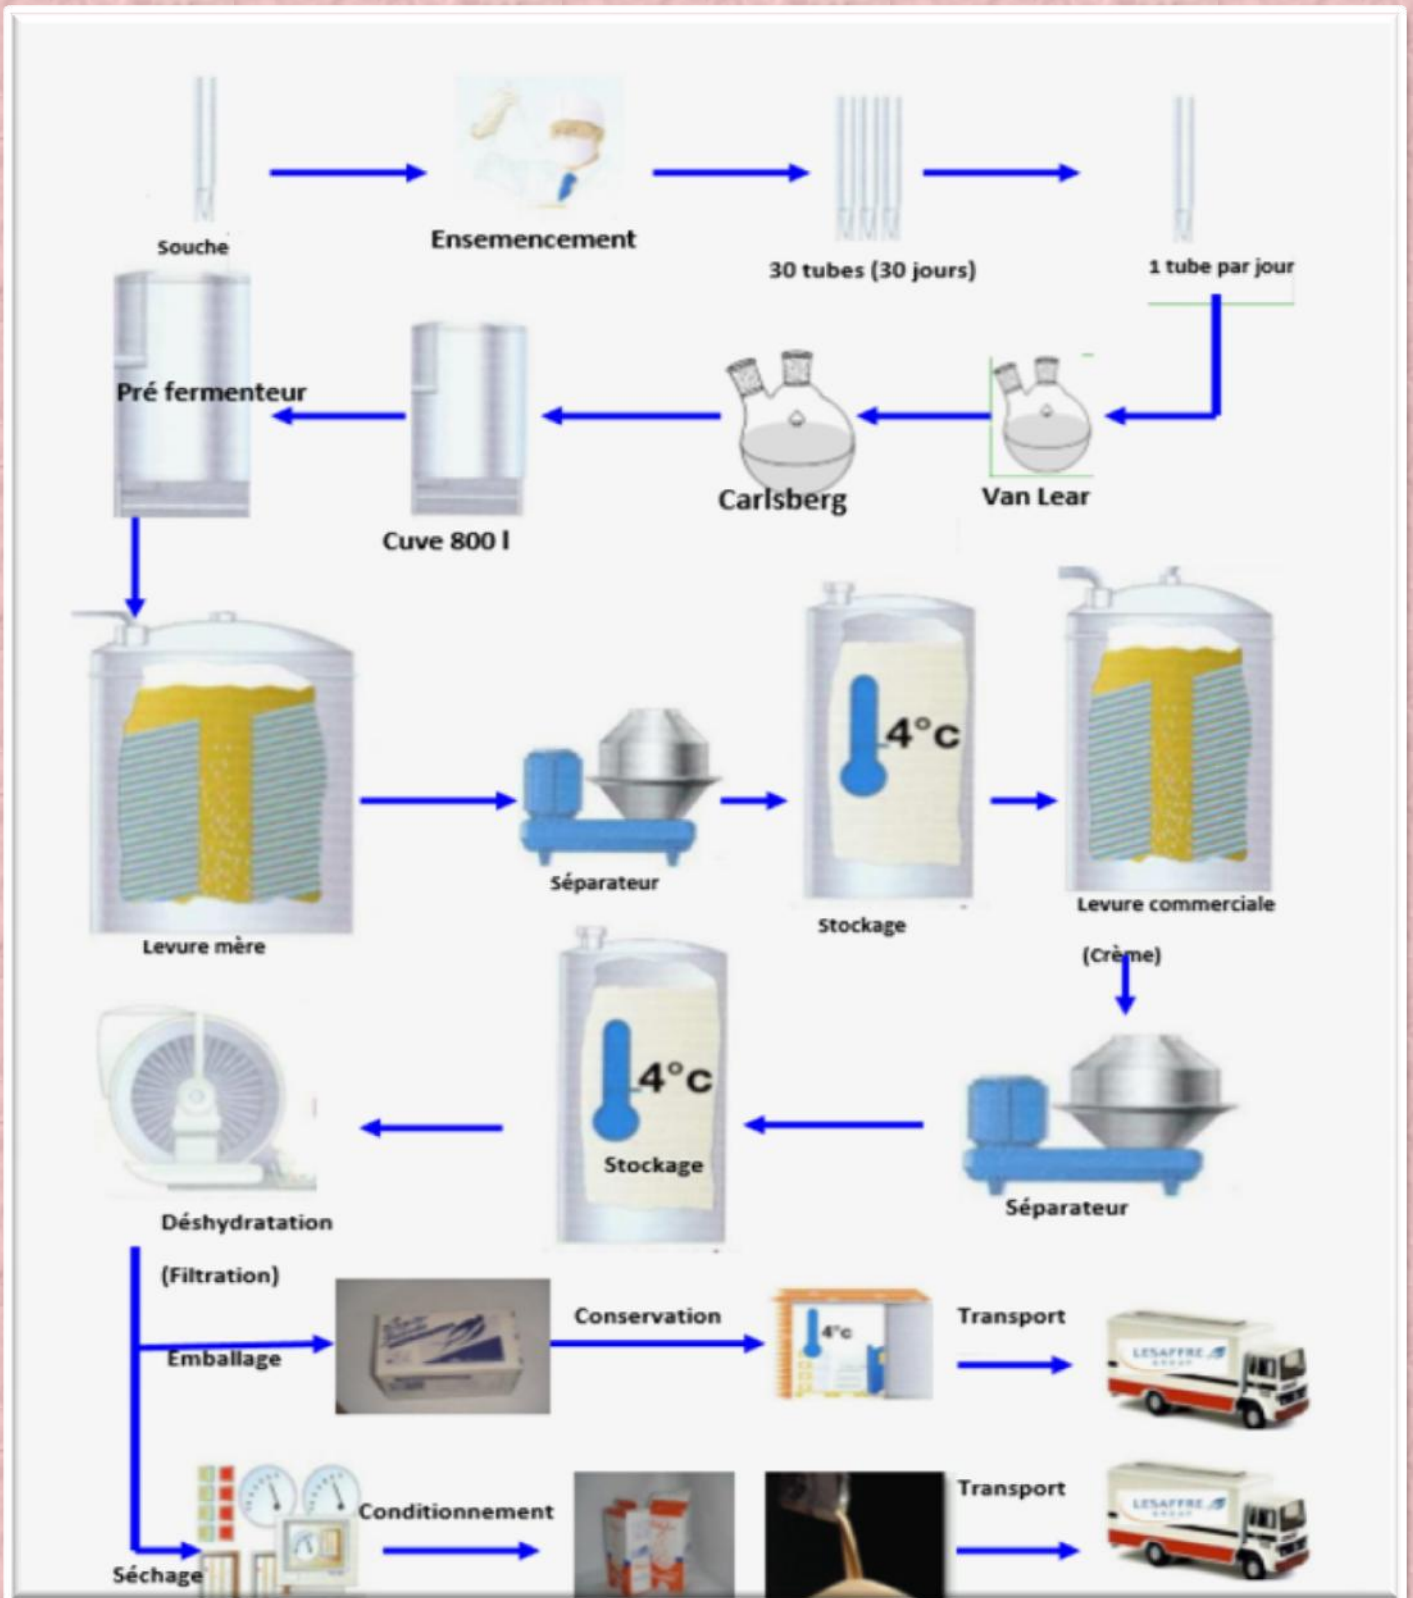 Souche
Ensemencement
30 tubes (30 jours)
1 tube par jour
Pré fermenteur
Cuve 800 l
Carlsberg
Van Lear
Levure mère
Séparateur
4°c
Stockage
Levure commerciale
(Crème)
Déshydratation
(Filtration)
4°c
Stockage
Séparateur
Emballage
Conservation
4°c
Transport
LESAFFRE
GROUP
Séchage
Conditionnement
Transport
LESAFFRE
GROUP